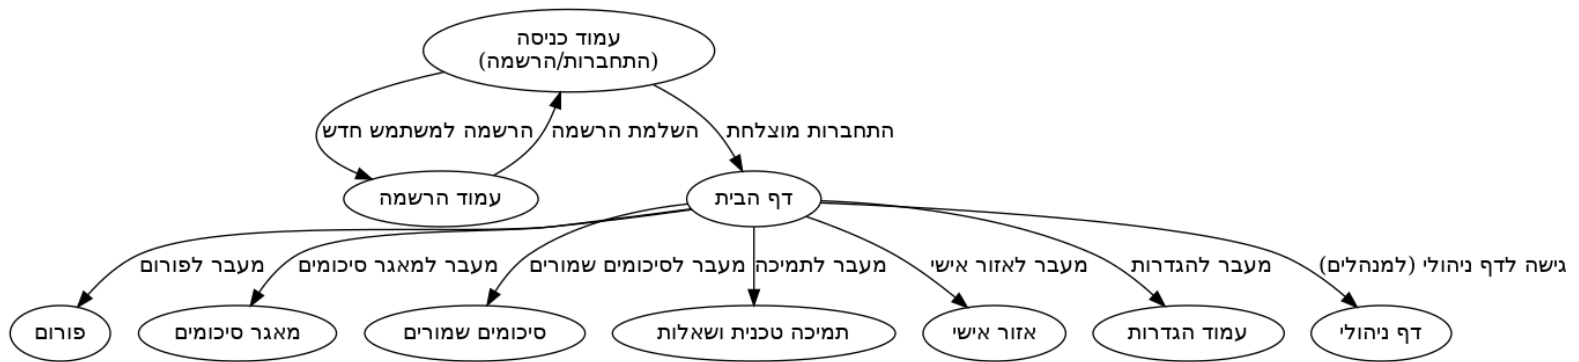 עמוד כניסה
(התחברות/הרשמה)
התחברות מוצלחת
השלמת הרשמה
הרשמה למשתמש חדש
דף הבית
עמוד הרשמה
גישה לדף ניהולי (למנהלים)
מעבר להגדרות
מעבר לאזור אישי
מעבר לתמיכה
מעבר לסיכומים שמורים
מעבר למאגר סיכומים
מעבר לפורום
דף ניהולי
עמוד הגדרות
אזור אישי
תמיכה טכנית ושאלות
סיכומים שמורים
מאגר סיכומים
פורום